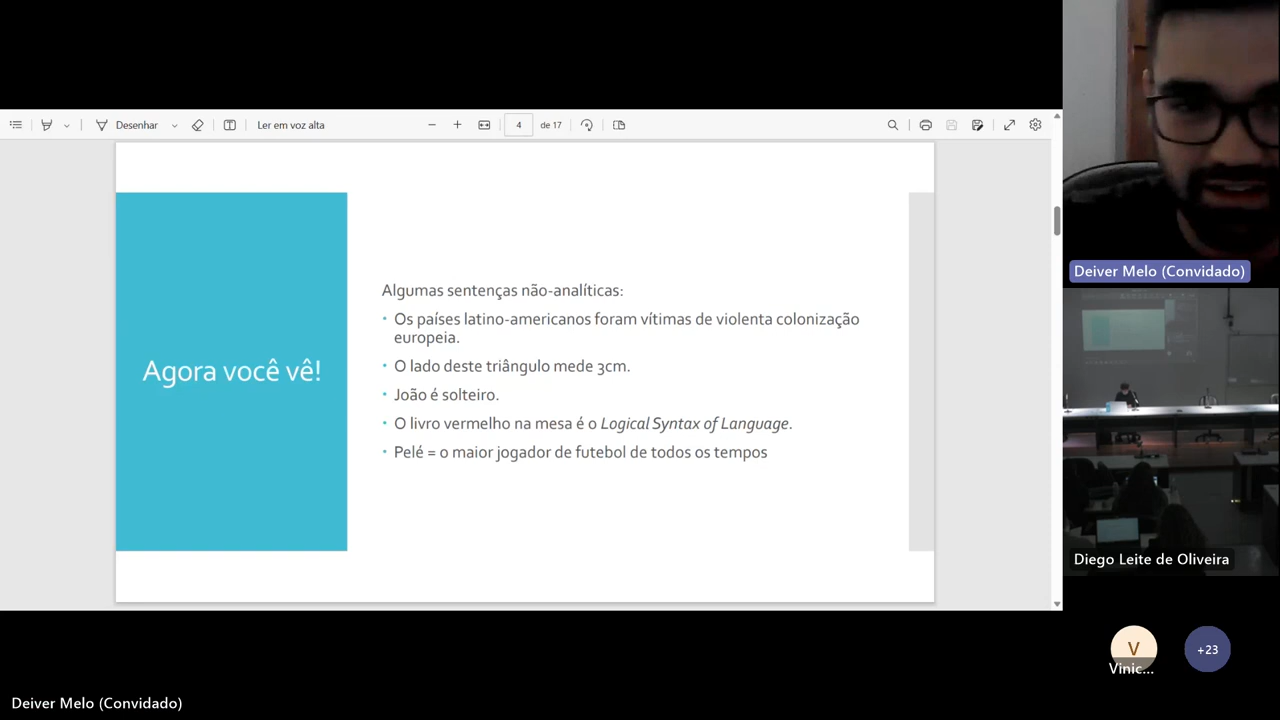 Desenhar
Ler em voz alta
4
de 17
Agora você vê!
Algumas sentenças não-analíticas:
• Os países latino-americanos foram vítimas de violenta colonização
europeia.
• O lado deste triângulo mede 3cm.
• João é solteiro.
• O livro vermelho na mesa é o Logical Syntax of Language.
• Pelé = o maior jogador de futebol de todos os tempos
Deiver Melo (Convidado)
Diego Leite de Oliveira
V
Vinic...
+23
Deiver Melo (Convidado)